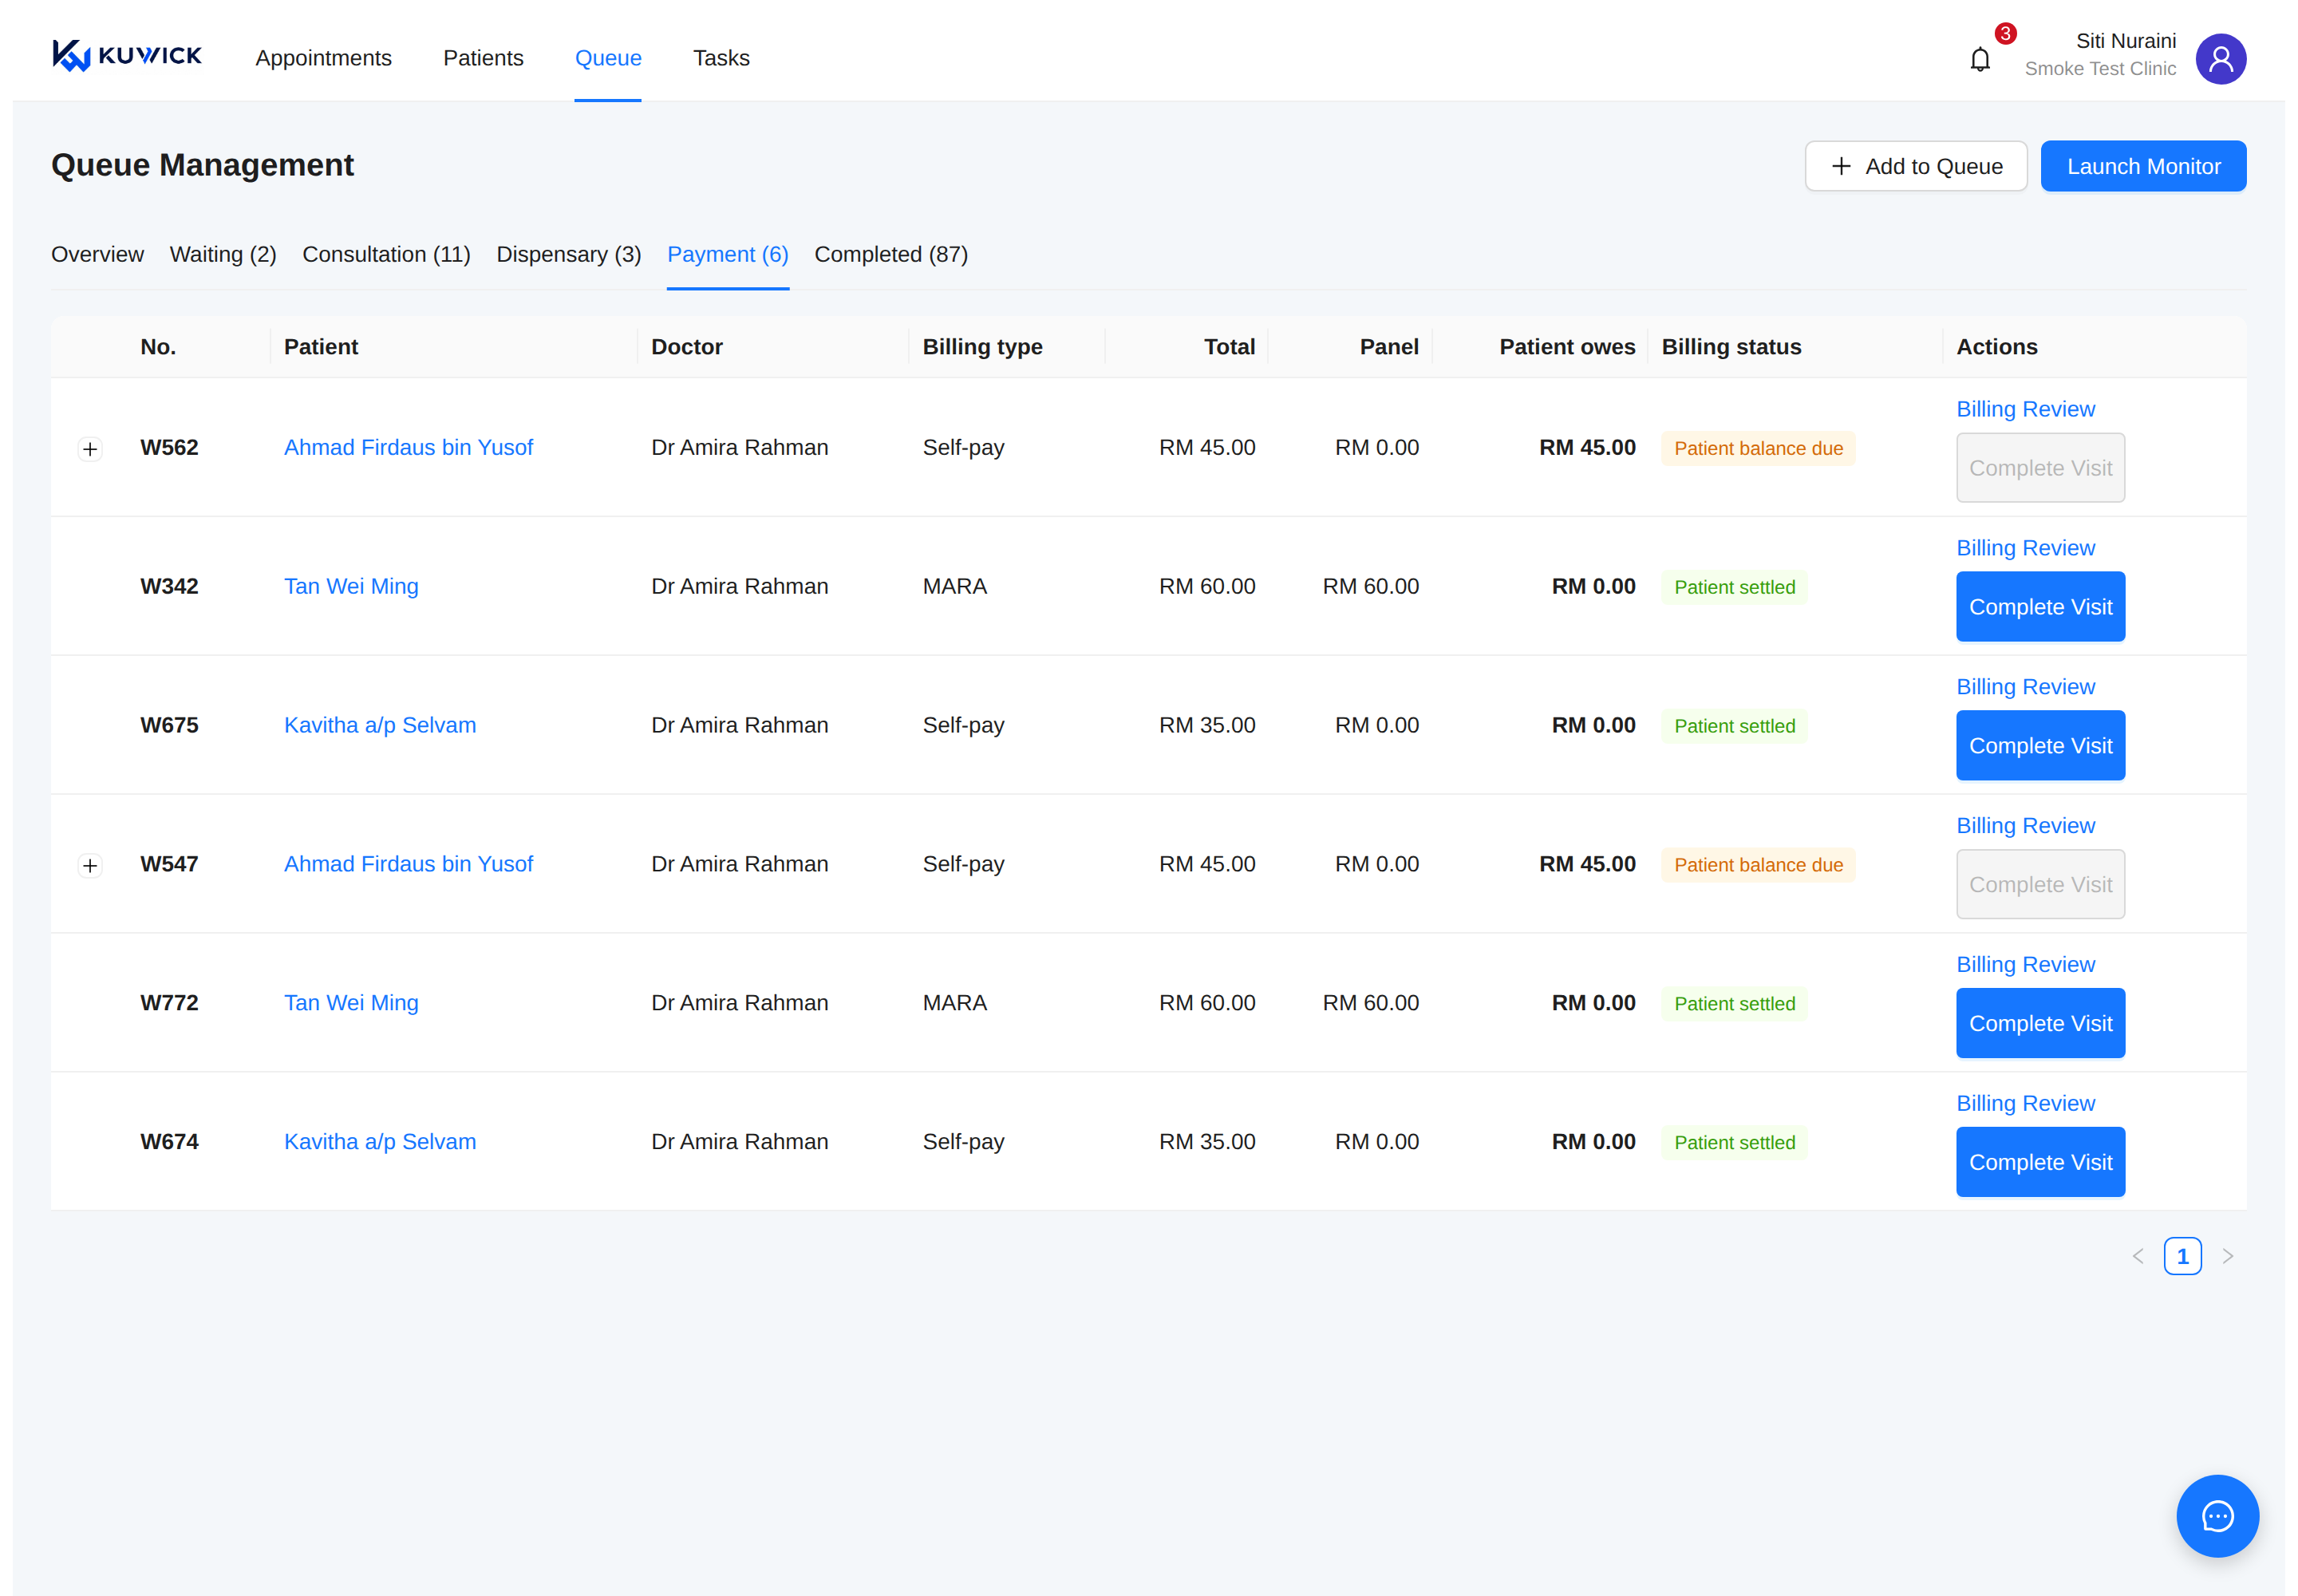 KUWICK Appointments Patients Queue Tasks 3 Siti Nuraini
Smoke Test Clinic
Queue Management Add to Queue Launch Monitor
Overview Waiting (2) Consultation (11) Dispensary (3) Payment (6) Completed (87)
No. Patient Doctor Billing type Total Panel Patient owes Billing status Actions
W562 Ahmad Firdaus bin Yusof Dr Amira Rahman Self-pay RM 45.00 RM 0.00 RM 45.00 Patient balance due Billing Review
Complete Visit
W342 Tan Wei Ming Dr Amira Rahman MARA RM 60.00 RM 60.00 RM 0.00 Patient settled Billing Review
Complete Visit
W675 Kavitha a/p Selvam Dr Amira Rahman Self-pay RM 35.00 RM 0.00 RM 0.00 Patient settled Billing Review
Complete Visit
W547 Ahmad Firdaus bin Yusof Dr Amira Rahman Self-pay RM 45.00 RM 0.00 RM 45.00 Patient balance due Billing Review
Complete Visit
W772 Tan Wei Ming Dr Amira Rahman MARA RM 60.00 RM 60.00 RM 0.00 Patient settled Billing Review
Complete Visit
W674 Kavitha a/p Selvam Dr Amira Rahman Self-pay RM 35.00 RM 0.00 RM 0.00 Patient settled Billing Review
Complete Visit
1